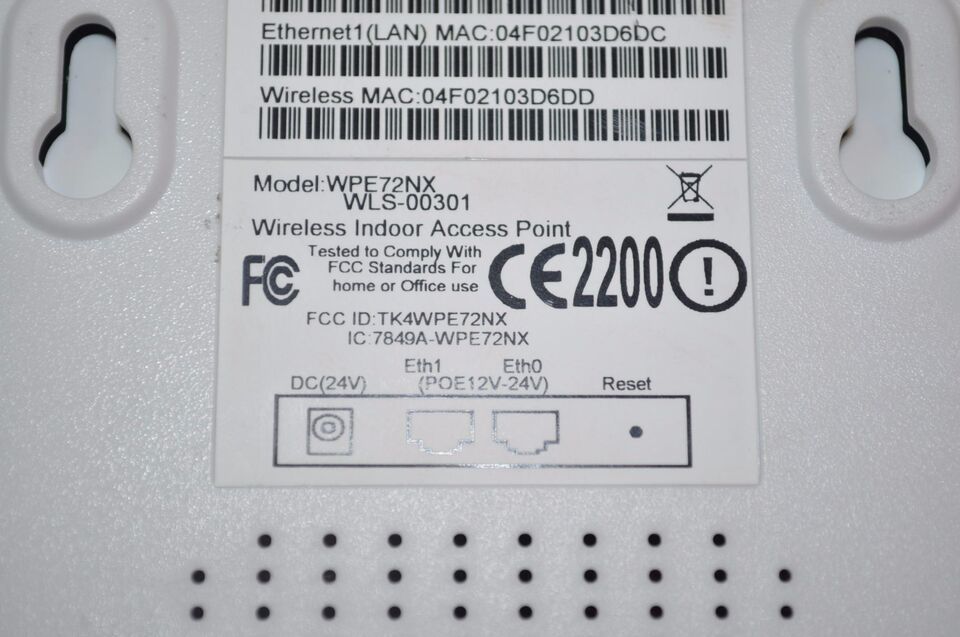 Ethernet1(LAN) MAC:04F02103D6DC
Wireless MAC:04F02103D6DD
Model:WPE72NX
WLS-00301
Wireless Indoor Access Point
FC Tested to Comply With
FCC Standards For
home or Office use
CE2200!
FCC ID:TK4WPE72NX
IC:7849A-WPE72NX
Eth1 Eth0
DC(24V) (POE12V-24V) Reset